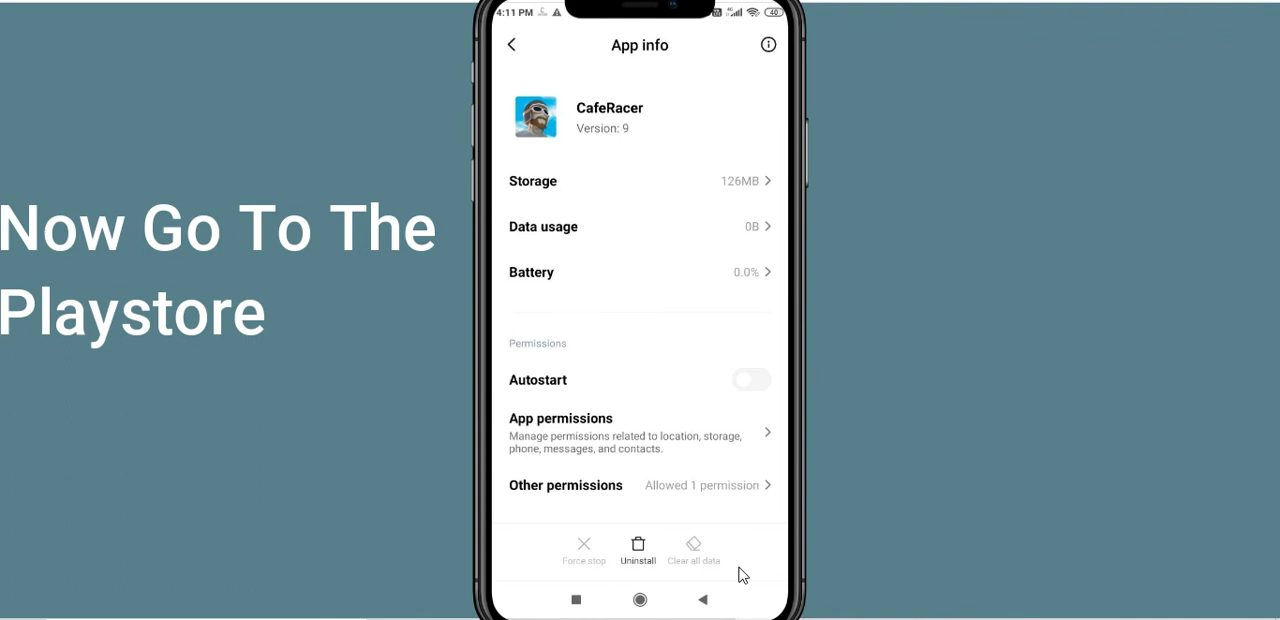 4:11 PM
40
App info
CafeRacer
Version: 9
Storage 126MB
Data usage 0B
Battery 0.0%
Now Go To The
Playstore
Permissions
Autostart
App permissions
Manage permissions related to location, storage,
phone, messages, and contacts.
Other permissions Allowed 1 permission
Force stop Uninstall Clear all data